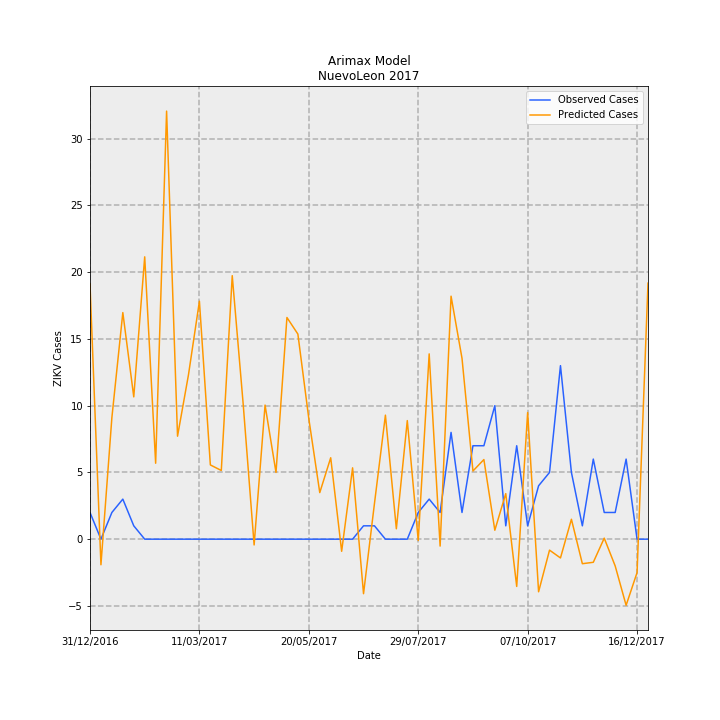 Arimax Model
NuevoLeon 2017
Observed Cases
Predicted Cases
ZIKV Cases
30
25
20
15
10
5
0
−5
31/12/2016 11/03/2017 20/05/2017 29/07/2017 07/10/2017 16/12/2017
Date